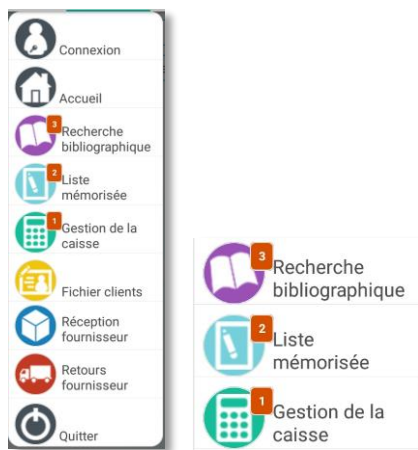 Connexion
Accueil
3
Recherche
bibliographique
2
Liste
mémorisée
1
Gestion de la
caisse
Fichier clients
Réception
fournisseur
Retours
fournisseur
Quitter
3
Recherche
bibliographique
2
Liste
mémorisée
1
Gestion de la
caisse